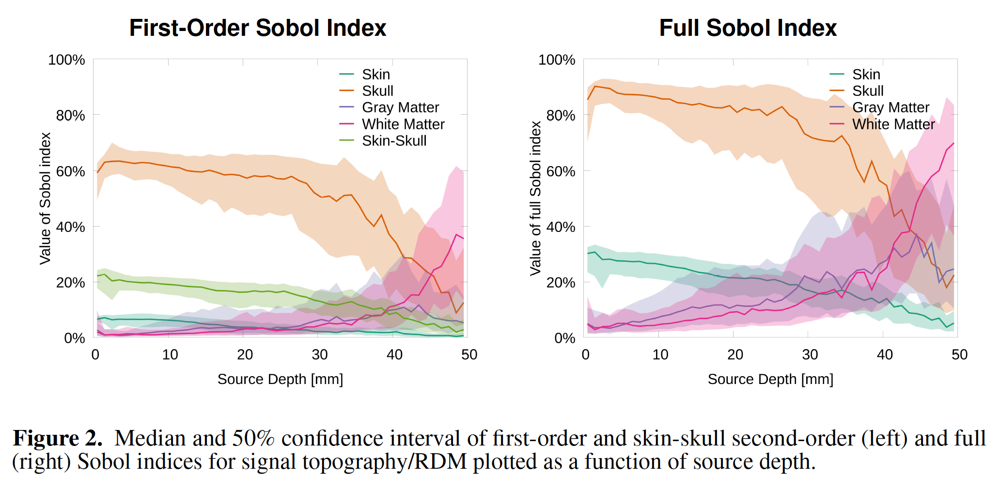 First-Order Sobol Index
100%
80%
60%
40%
20%
0%
Value of Sobol index
Skin
Skull
Gray Matter
White Matter
Skin-Skull
0 10 20 30 40 50
Source Depth [mm]
Full Sobol Index
100%
80%
60%
40%
20%
0%
Value of full Sobol index
Skin
Skull
Gray Matter
White Matter
0 10 20 30 40 50
Source Depth [mm]
Figure 2. Median and 50% confidence interval of first-order and skin-skull second-order (left) and full
(right) Sobol indices for signal topography/RDM plotted as a function of source depth.